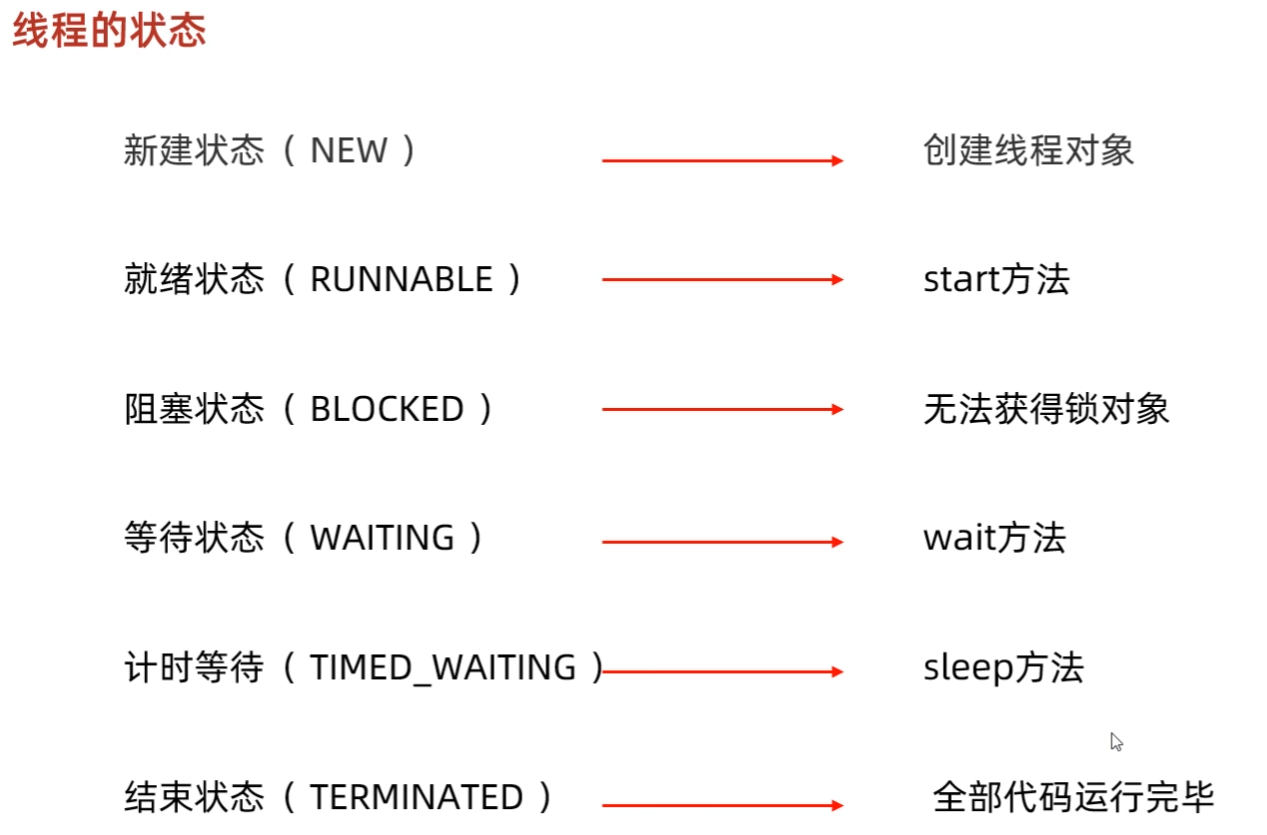 线程的状态
新建状态（ NEW ） 创建线程对象
就绪状态（ RUNNABLE ） start方法
阻塞状态（ BLOCKED ） 无法获得锁对象
等待状态（ WAITING ） wait方法
计时等待（ TIMED_WAITING ） sleep方法
结束状态（ TERMINATED ） 全部代码运行完毕